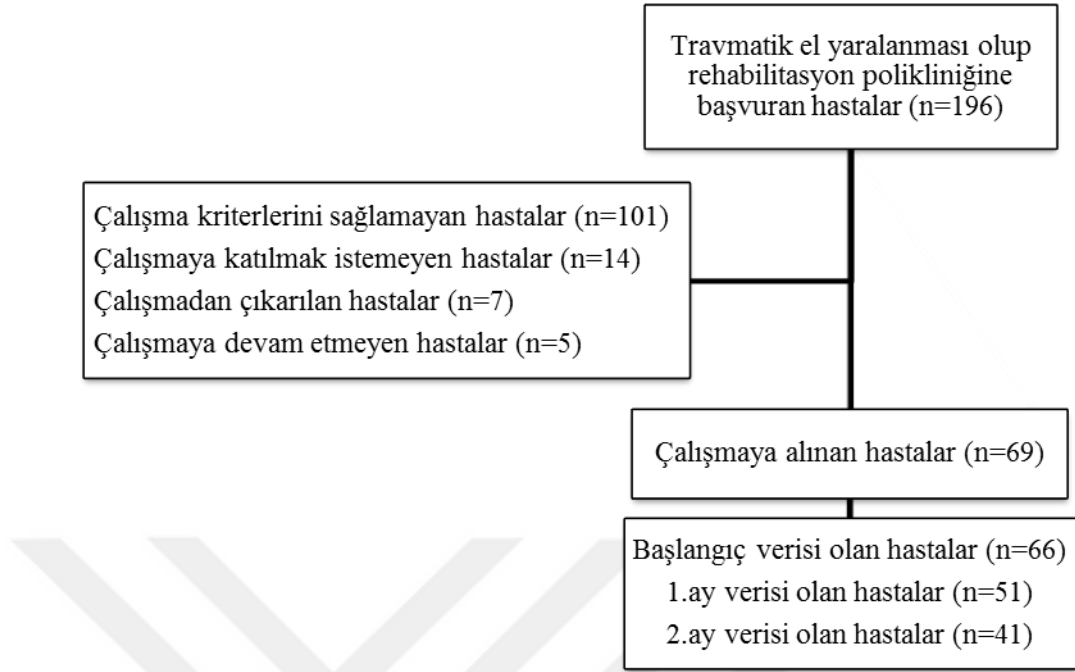 Travmatik el yaralanması olup
rehabilitasyon polikliniğine
başvuran hastalar (n=196)
Çalışma kriterlerini sağlamayan hastalar (n=101)
Çalışmaya katılmak istemeyen hastalar (n=14)
Çalışmadan çıkarılan hastalar (n=7)
Çalışmaya devam etmeyen hastalar (n=5)
Çalışmaya alınan hastalar (n=69)
Başlangıç verisi olan hastalar (n=66)
1.ay verisi olan hastalar (n=51)
2.ay verisi olan hastalar (n=41)